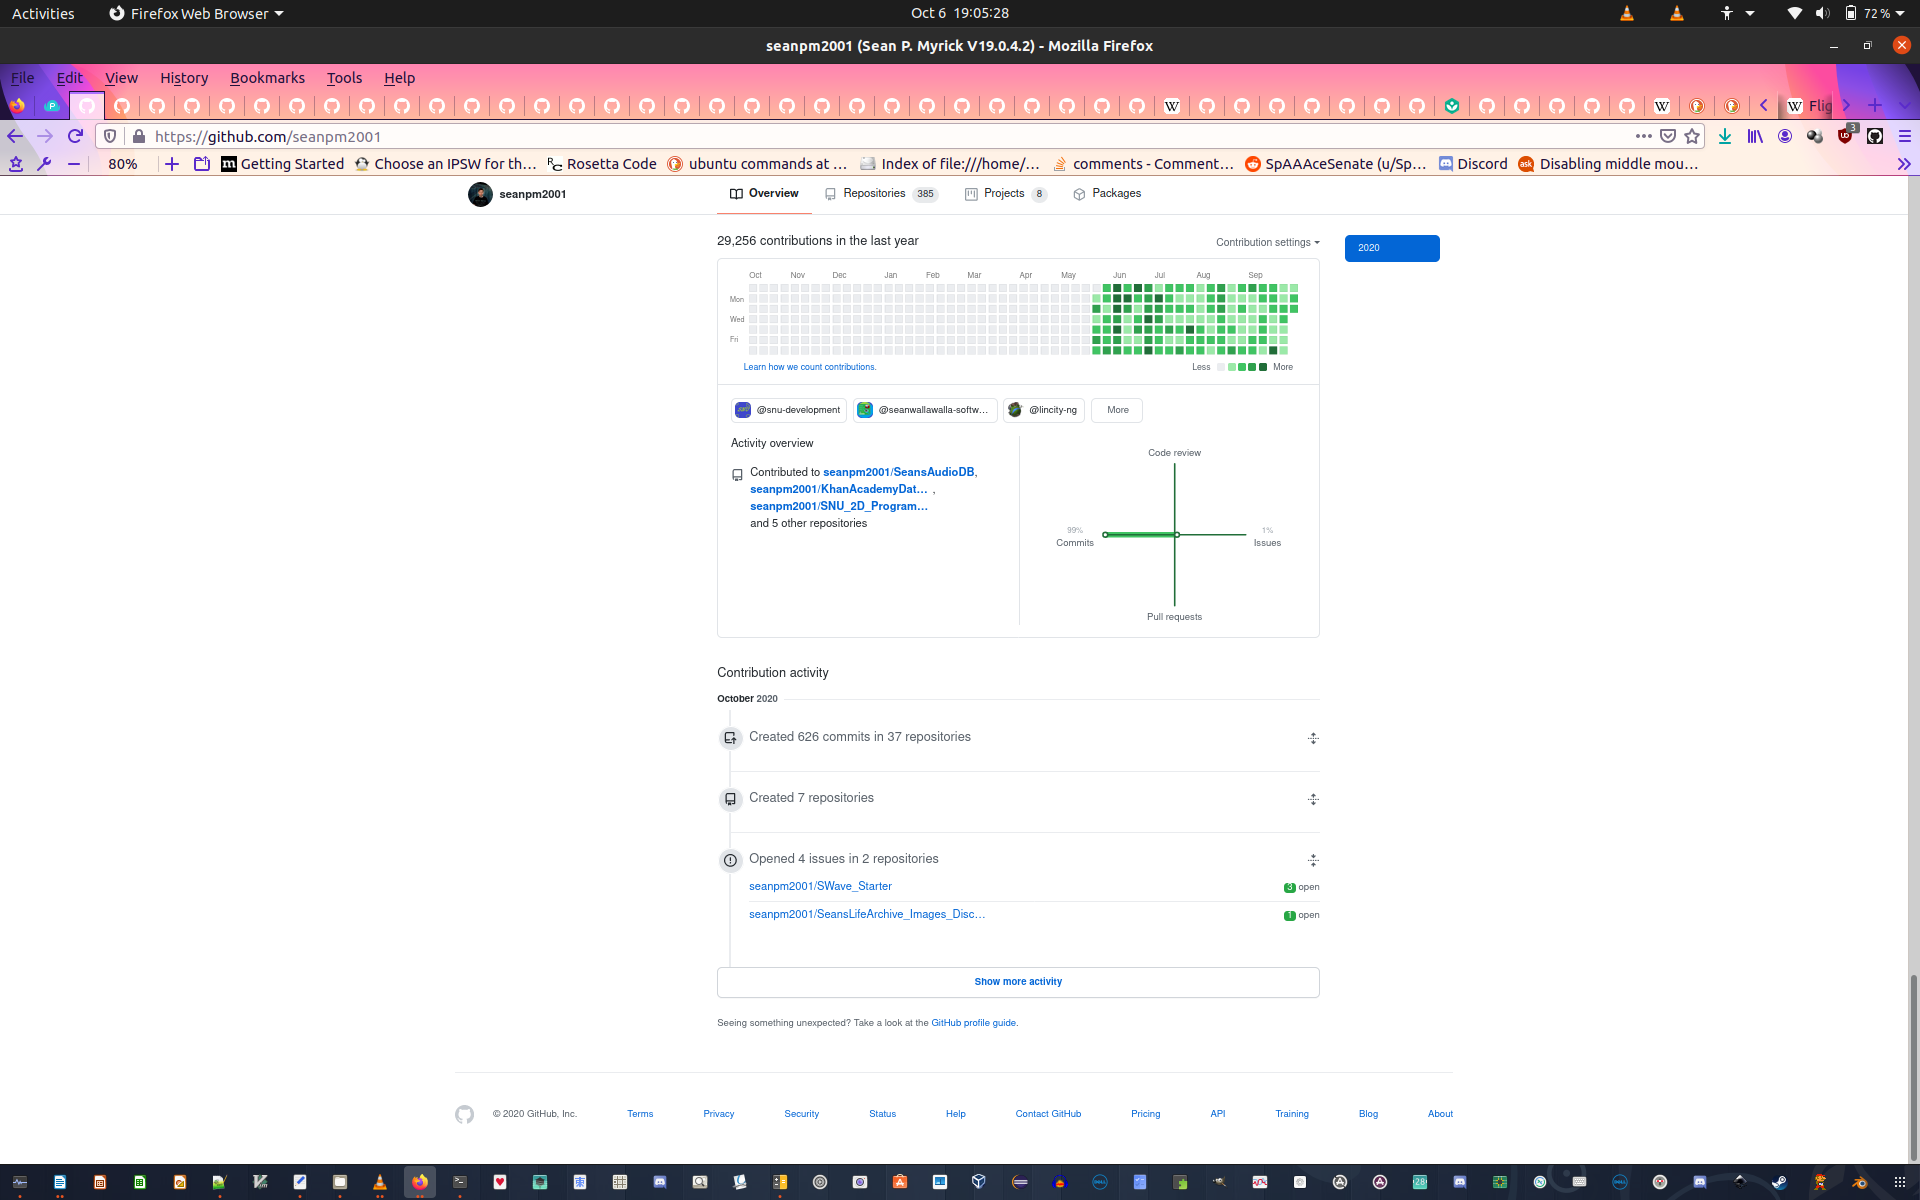 Activities
Firefox Web Browser
Oct 6 19:05:28
72 %
seanpm2001 (Sean P. Myrick V19.0.4.2) - Mozilla Firefox
File Edit View History Bookmarks Tools Help
W
W
W Flig
https://github.com/seanpm2001
3
80%
m Getting Started
Choose an IPSW for th…
Rosetta Code
ubuntu commands at …
Index of file:///home/…
comments - Comment…
SpAAAceSenate (u/Sp…
Discord
ask Disabling middle mou…
seanpm2001
Overview
Repositories 385
Projects 8
Packages
29,256 contributions in the last year
Contribution settings
2020
Oct Nov Dec Jan Feb Mar Apr May Jun Jul Aug Sep
Mon
Wed
Fri
Learn how we count contributions.
Less More
@snu-development
@seanwallawalla-softw…
@lincity-ng
More
Activity overview
Contributed to seanpm2001/SeansAudioDB,
seanpm2001/KhanAcademyDat… ,
seanpm2001/SNU_2D_Program…
and 5 other repositories
Code review
99%
Commits
1%
Issues
Pull requests
Contribution activity
October 2020
Created 626 commits in 37 repositories
Created 7 repositories
Opened 4 issues in 2 repositories
seanpm2001/SWave_Starter
3 open
seanpm2001/SeansLifeArchive_Images_Disc…
1 open
Show more activity
Seeing something unexpected? Take a look at the GitHub profile guide.
© 2020 GitHub, Inc.
Terms
Privacy
Security
Status
Help
Contact GitHub
Pricing
API
Training
Blog
About